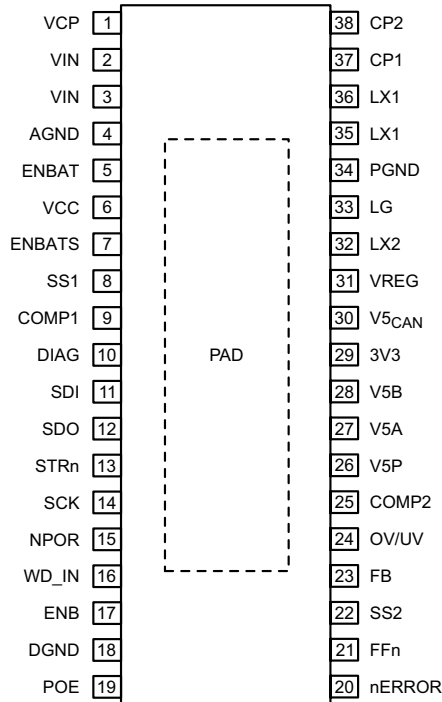 VCP 1
VIN 2
VIN 3
AGND 4
ENBAT 5
VCC 6
ENBATS 7
SS1 8
COMP1 9
DIAG 10
SDI 11
SDO 12
STRn 13
SCK 14
NPOR 15
WD_IN 16
ENB 17
DGND 18
POE 19
PAD
38 CP2
37 CP1
36 LX1
35 LX1
34 PGND
33 LG
32 LX2
31 VREG
30 V5CAN
29 3V3
28 V5B
27 V5A
26 V5P
25 COMP2
24 OV/UV
23 FB
22 SS2
21 FFn
20 nERROR